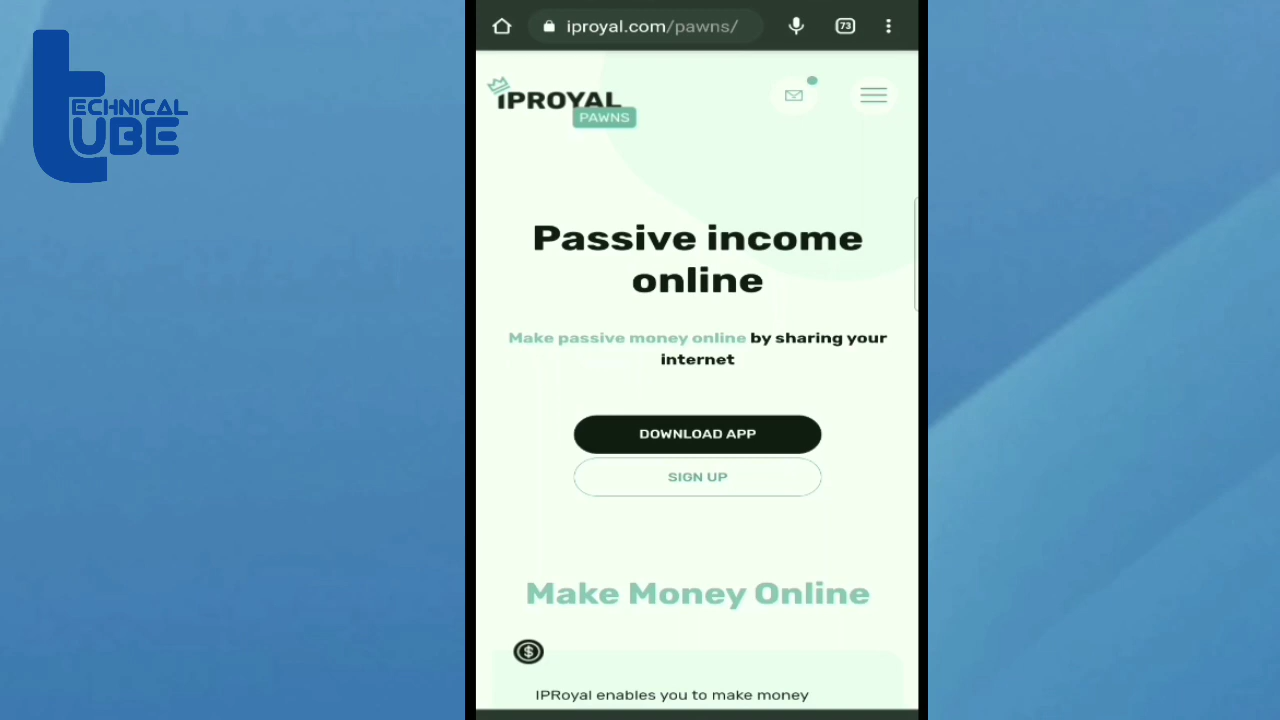 tECHNICAL
tUBE
iproyal.com/pawns/
73
IPROYAL
PAWNS
Passive income
online
Make passive money online by sharing your
internet
DOWNLOAD APP
SIGN UP
Make Money Online
$
IPRoyal enables you to make money